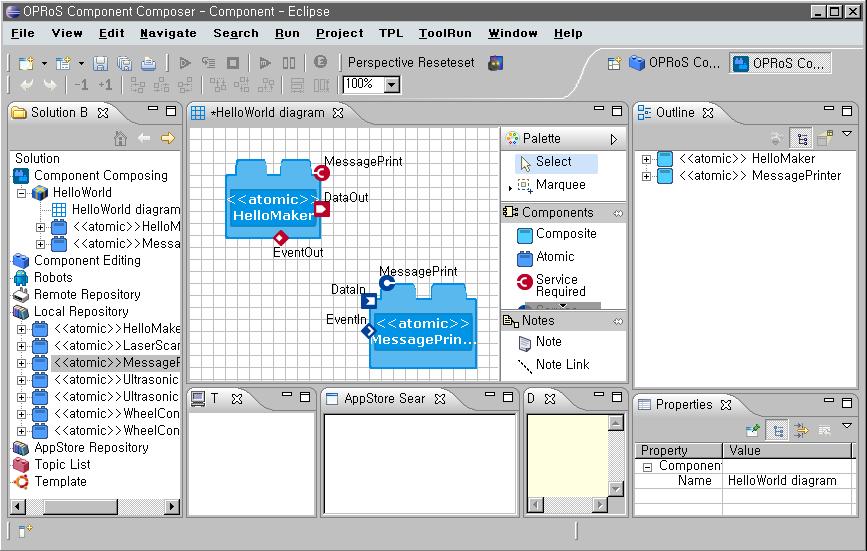 OPRoS Component Composer - Component - Eclipse
File View Edit Navigate Search Run Project TPL ToolRun Window Help
Perspective Reseteset
OPRoS Co...
OPRoS Co...
-1 +1
100%
Solution B
Solution
Component Composing
HelloWorld
HelloWorld diagram
<<atomic>>HelloM
<<atomic>>Messa
Component Editing
Robots
Remote Repository
Local Repository
<<atomic>>HelloMake
<<atomic>>LaserScar
<<atomic>>MessageF
<<atomic>>Ultrasonic
<<atomic>>Ultrasonic
<<atomic>>WheelCon
<<atomic>>WheelCon
AppStore Repository
Topic List
Template
*HelloWorld diagram
MessagePrint
<<atomic>>
HelloMaker
DataOut
EventOut
MessagePrint
DataIn
EventIn
<<atomic>>
MessagePrin...
Palette
Select
Marquee
Components
Composite
Atomic
Service
Required
Notes
Note
Note Link
Outline
<<atomic>> HelloMaker
<<atomic>> MessagePrinter
T
AppStore Sear
D
Properties
Property Value
Component
Name HelloWorld diagram